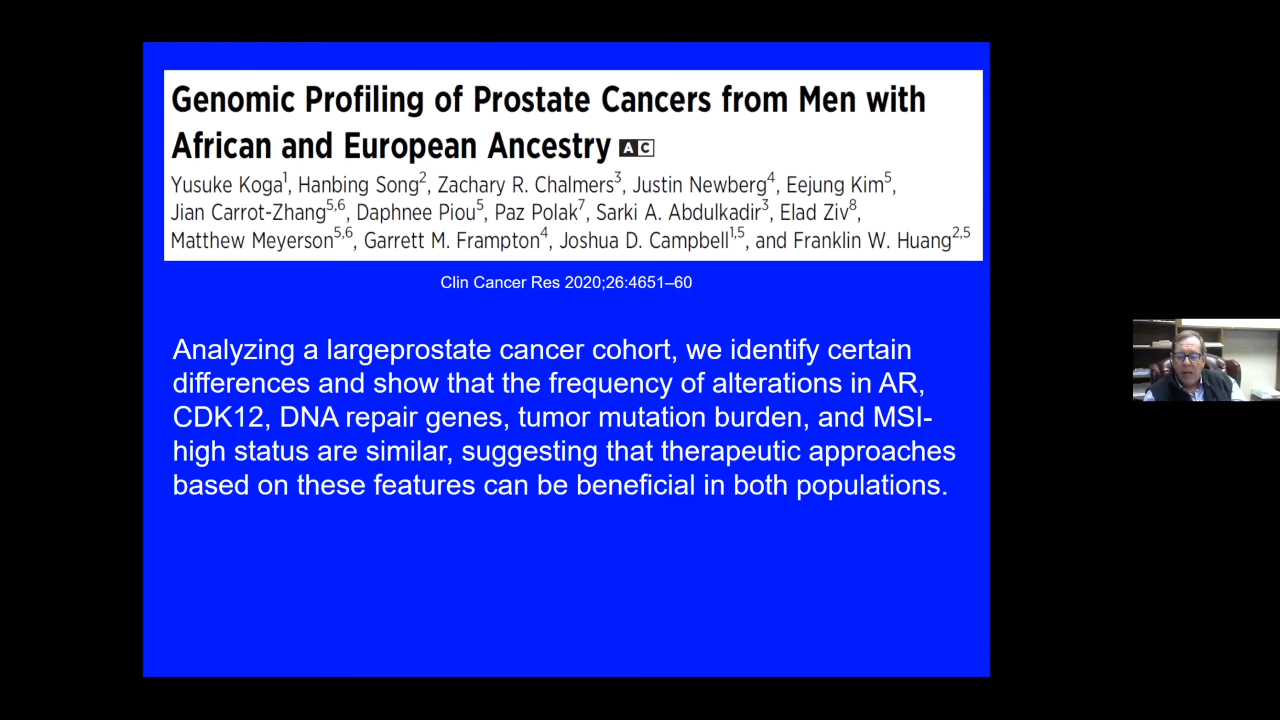 Genomic Profiling of Prostate Cancers from Men with
African and European Ancestry AC
Yusuke Koga1, Hanbing Song2, Zachary R. Chalmers3, Justin Newberg4, Eejung Kim5,
Jian Carrot-Zhang5,6, Daphnee Piou5, Paz Polak7, Sarki A. Abdulkadir3, Elad Ziv8,
Matthew Meyerson5,6, Garrett M. Frampton4, Joshua D. Campbell1,5, and Franklin W. Huang2,5
Clin Cancer Res 2020;26:4651–60
Analyzing a largeprostate cancer cohort, we identify certain
differences and show that the frequency of alterations in AR,
CDK12, DNA repair genes, tumor mutation burden, and MSI-
high status are similar, suggesting that therapeutic approaches
based on these features can be beneficial in both populations.